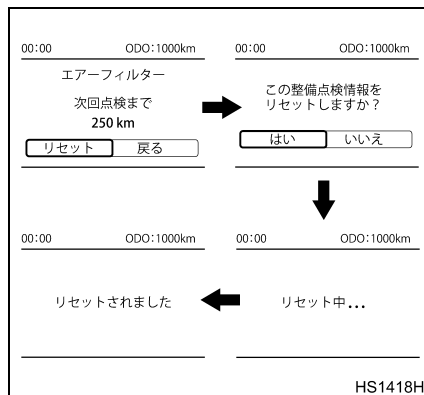 00:00 ODO:1000km
エアーフィルター
次回点検まで
250 km
リセット 戻る
00:00 ODO:1000km
この整備点検情報を
リセットしますか？
はい いいえ
00:00 ODO:1000km
リセット中...
00:00 ODO:1000km
リセットされました
HS1418H